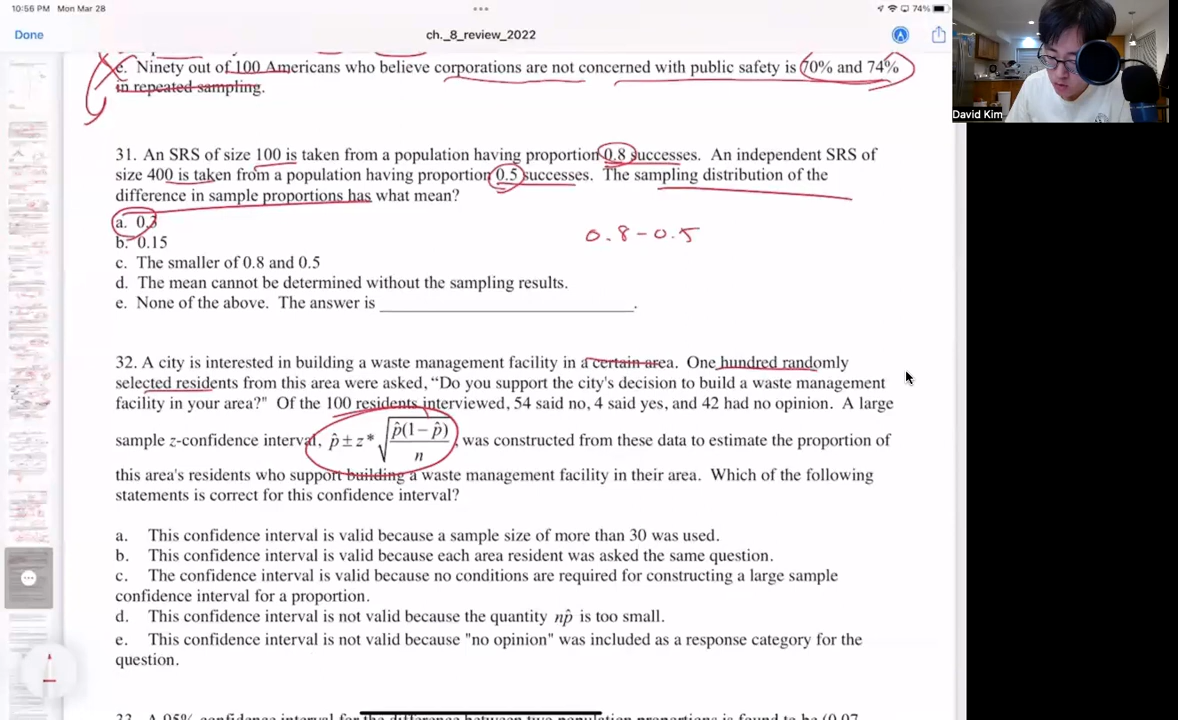 10:56 PM Mon Mar 28
74%
Done
ch._8_review_2022
c. Ninety out of 100 Americans who believe corporations are not concerned with public safety is 70% and 74%
in repeated sampling.
David Kim
31. An SRS of size 100 is taken from a population having proportion 0.8 successes. An independent SRS of
size 400 is taken from a population having proportion 0.5 successes. The sampling distribution of the
difference in sample proportions has what mean?
a. 0.3
b. 0.15
0.8-0.5
c. The smaller of 0.8 and 0.5
d. The mean cannot be determined without the sampling results.
e. None of the above. The answer is ____________________________.
32. A city is interested in building a waste management facility in a certain area. One hundred randomly
selected residents from this area were asked, “Do you support the city's decision to build a waste management
facility in your area?" Of the 100 residents interviewed, 54 said no, 4 said yes, and 42 had no opinion. A large
sample z-confidence interval, p̂ ± z* √(p̂(1− p̂)/n), was constructed from these data to estimate the proportion of
this area's residents who support building a waste management facility in their area. Which of the following
statements is correct for this confidence interval?
a. This confidence interval is valid because a sample size of more than 30 was used.
b. This confidence interval is valid because each area resident was asked the same question.
c. The confidence interval is valid because no conditions are required for constructing a large sample
confidence interval for a proportion.
d. This confidence interval is not valid because the quantity np̂ is too small.
e. This confidence interval is not valid because "no opinion" was included as a response category for the
question.